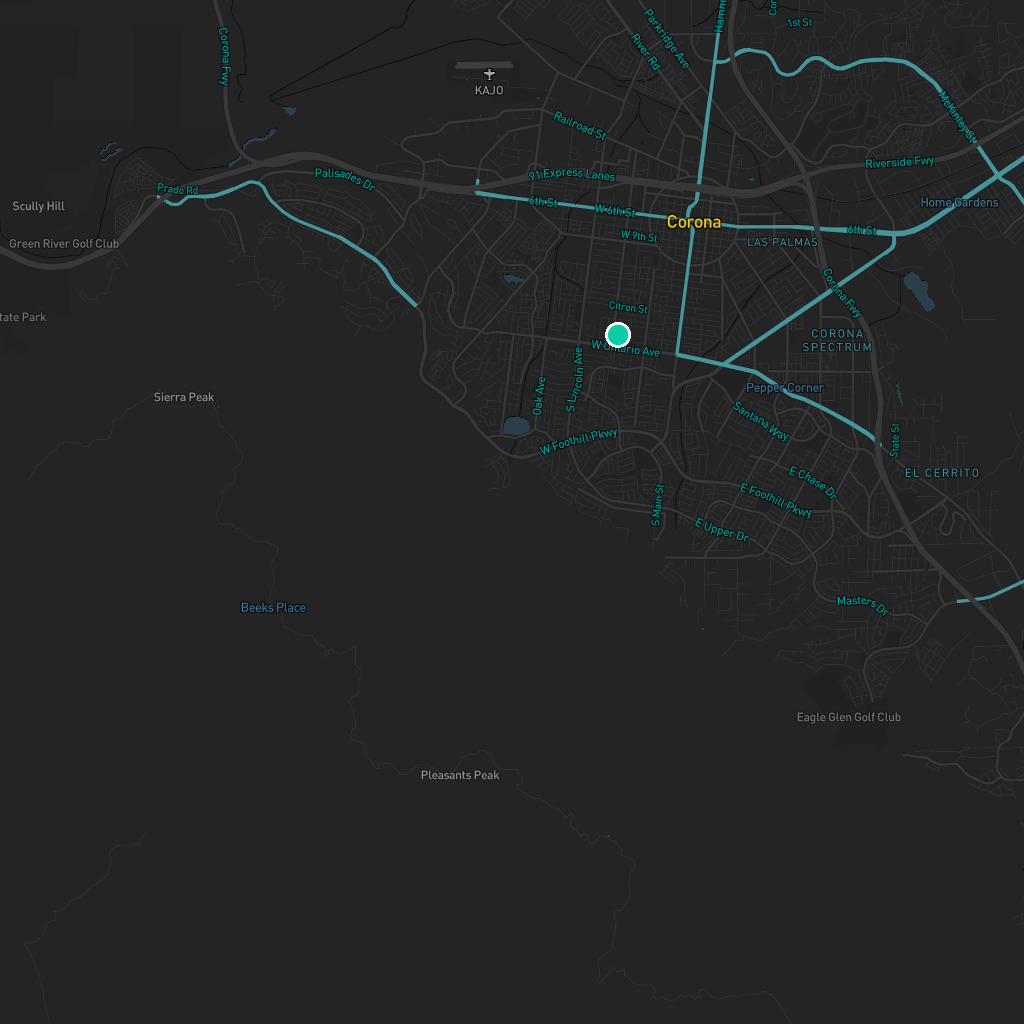 Corona Fwy
Hamne
1st St
Parkridge Ave
River Rd
KAJO
McKinley St
Railroad St
Riverside Fwy
91 Express Lanes
Palisades Dr
Prado Rd
Scully Hill
6th St
W 6th St
Home Gardens
Corona
W 9th St
6th St
Green River Golf Club
LAS PALMAS
Corona Fwy
Citron St
tate Park
CORONA
SPECTRUM
W Ontario Ave
S Lincoln Ave
Oak Ave
Pepper Corner
Sierra Peak
Santana Way
W Foothill Pkwy
State St
EL CERRITO
E Chase Dr
E Foothill Pkwy
S Main St
E Upper Dr
Masters Dr
Beeks Place
Eagle Glen Golf Club
Pleasants Peak